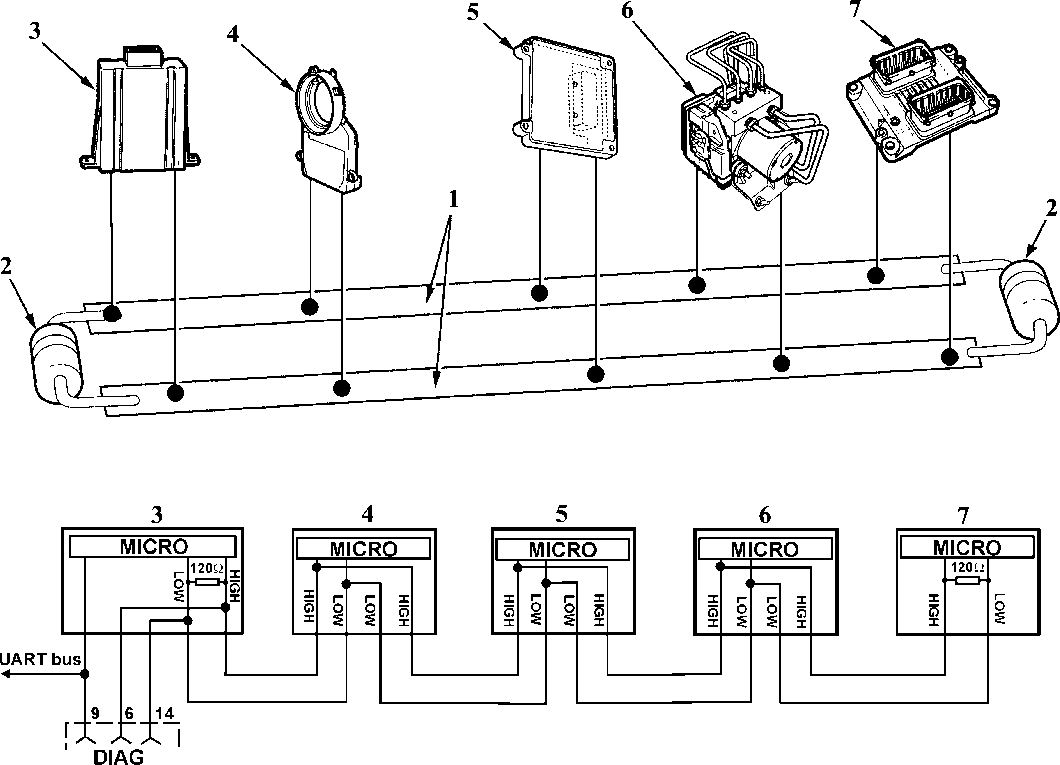 3
4
5
6
7
1
2
2
3 4 5 6 7
MICRO MICRO MICRO MICRO MICRO
120Ω 120Ω
LOW HIGH
HIGH LOW LOW HIGH
HIGH LOW LOW HIGH
HIGH LOW LOW HIGH
HIGH LOW
UART bus
9 6 14
DIAG